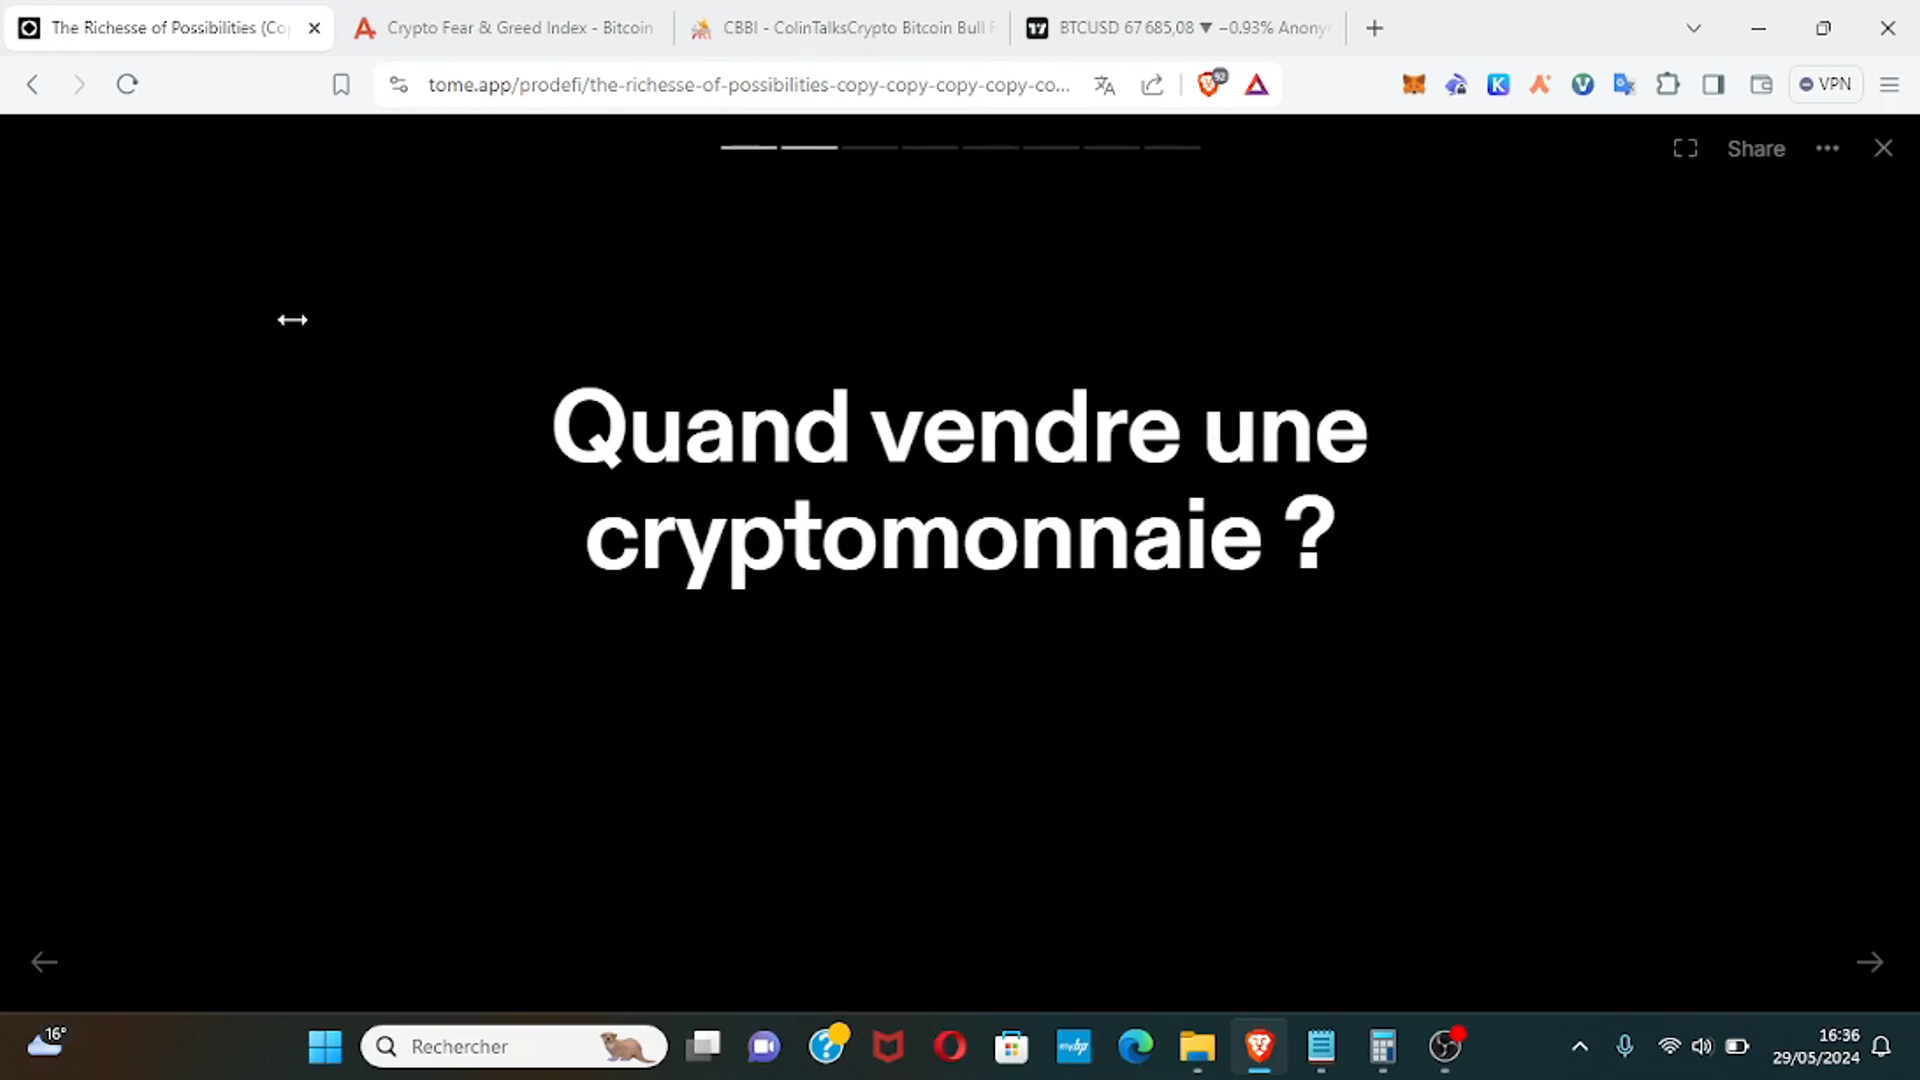 The Richesse of Possibilities (Co
Crypto Fear & Greed Index - Bitcoin
CBBI - ColinTalksCrypto Bitcoin Bull
BTCUSD 67 685,08 ▼ −0.93% Anony
tome.app/prodefi/the-richesse-of-possibilities-copy-copy-copy-copy-co...
92
VPN
Share
Quand vendre une
cryptomonnaie ?
16°
Rechercher
16:36
29/05/2024